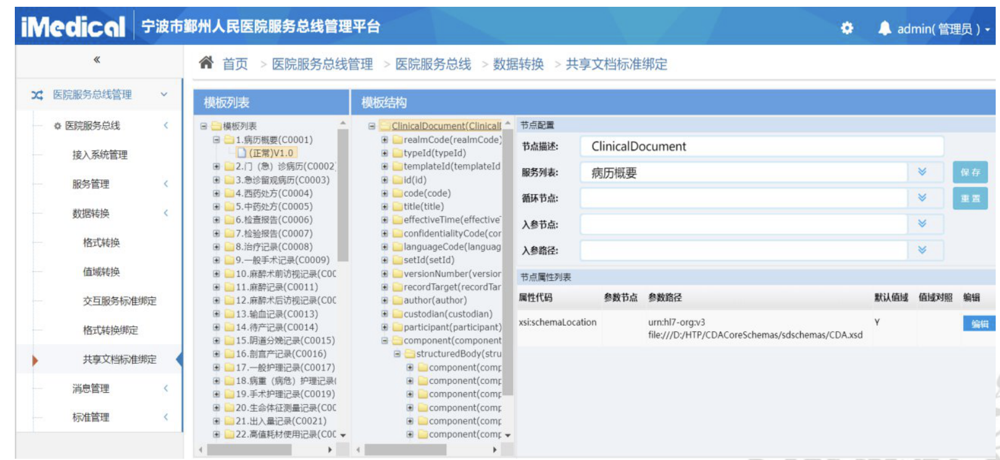 iMedical 宁波市鄞州人民医院服务总线管理平台
admin( 管理员 )
«
首页 > 医院服务总线管理 > 医院服务总线 > 数据转换 > 共享文档标准绑定
医院服务总线管理
医院服务总线
接入系统管理
服务管理
数据转换
格式转换
值域转换
交互服务标准绑定
格式转换绑定
共享文档标准绑定
消息管理
标准管理
模板列表
模板列表
1.病历概要(C0001)
(正常)V1.0
2.门（急）诊病历(C0002
3.急诊留观病历(C0003)
4.西药处方(C0004)
5.中药处方(C0005)
6.检查报告(C0006)
7.检验报告(C0007)
8.治疗记录(C0008)
9.一般手术记录(C0009)
10.麻醉术前访视记录(C00
11.麻醉记录(C0011)
12.麻醉术后访视记录(C00
13.输血记录(C0013)
14.待产记录(C0014)
15.阴道分娩记录(C0015)
16.剖宫产记录(C0016)
17.一般护理记录(C0017)
18.病重（病危）护理记录(
19.手术护理记录(C0019)
20.生命体征测量记录(C00
21.出入量记录(C0021)
22.高值耗材使用记录(C00
模板结构
ClinicalDocument(Clinical
realmCode(realmCode)
typeId(typeId)
templateId(templateId
id(id)
code(code)
title(title)
effectiveTime(effective
confidentialityCode(cor
languageCode(languag
setId(setId)
versionNumber(version
recordTarget(recordTar
author(author)
custodian(custodian)
participant(participant)
component(component
structuredBody(stru
component(comp
component(comp
component(comp
component(comp
component(comp
component(comp
节点配置
节点描述: ClinicalDocument
服务列表: 病历概要 保存
循环节点: 重置
入参节点:
入参路径:
节点属性列表
属性代码 参数节点 参数路径 默认值域 值域对照 编辑
xsi:schemaLocation urn:hl7-org:v3 Y 编辑
file:///D:/HTP/CDACoreSchemas/sdschemas/CDA.xsd